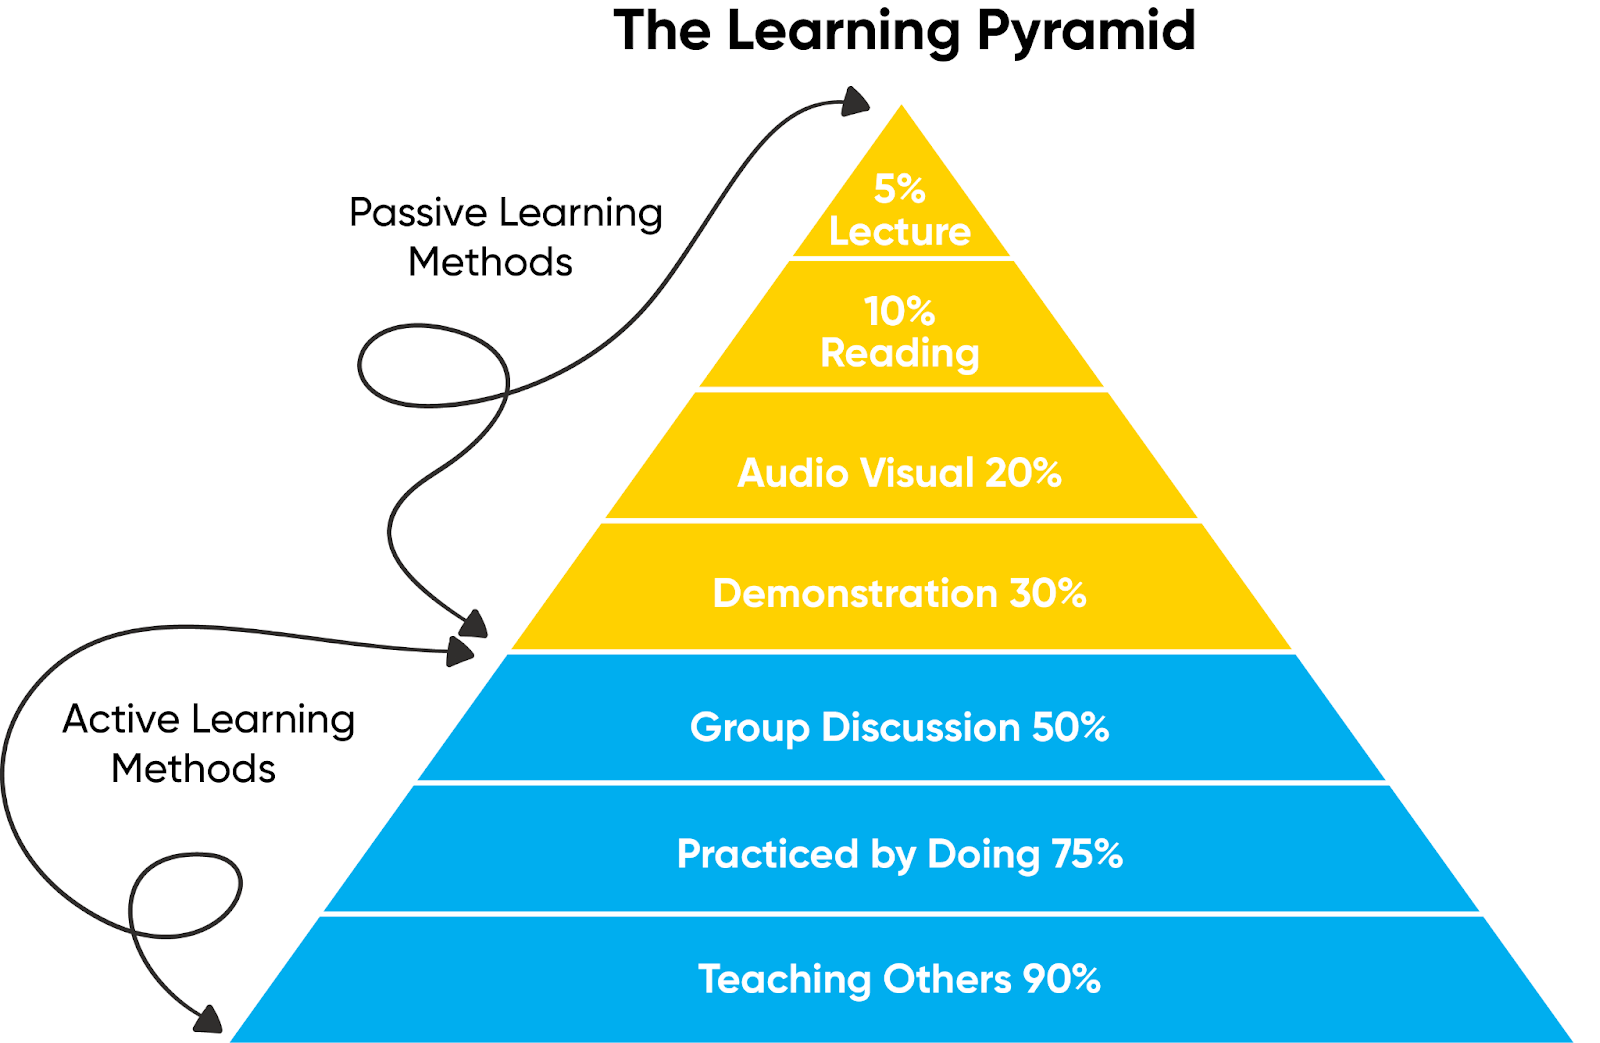 The Learning Pyramid
Passive Learning
Methods
5%
Lecture
10%
Reading
Audio Visual 20%
Demonstration 30%
Active Learning
Methods
Group Discussion 50%
Practiced by Doing 75%
Teaching Others 90%